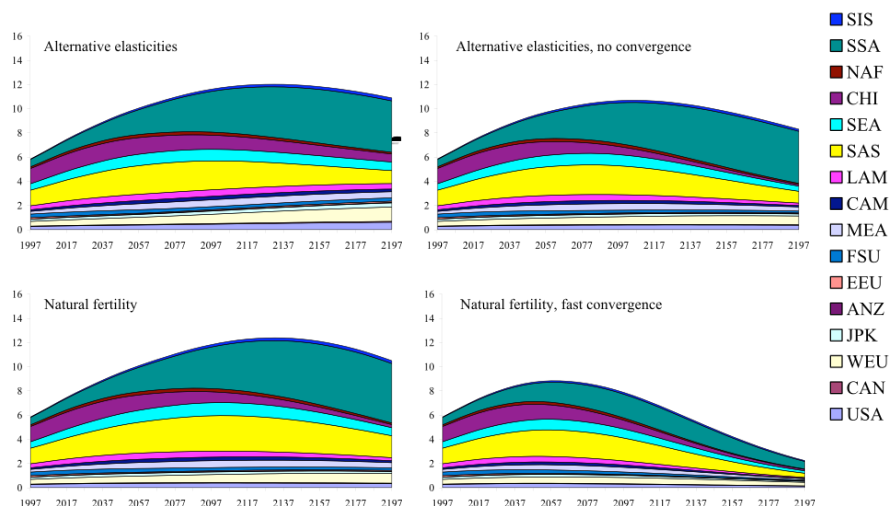 Alternative elasticities
16
14
12
10
8
6
4
2
0
1997 2017 2037 2057 2077 2097 2117 2137 2157 2177 2197
Alternative elasticities, no convergence
16
14
12
10
8
6
4
2
0
1997 2017 2037 2057 2077 2097 2117 2137 2157 2177 2197
Natural fertility
16
14
12
10
8
6
4
2
0
1997 2017 2037 2057 2077 2097 2117 2137 2157 2177 2197
Natural fertility, fast convergence
16
14
12
10
8
6
4
2
0
1997 2017 2037 2057 2077 2097 2117 2137 2157 2177 2197
SIS
SSA
NAF
CHI
SEA
SAS
LAM
CAM
MEA
FSU
EEU
ANZ
JPK
WEU
CAN
USA